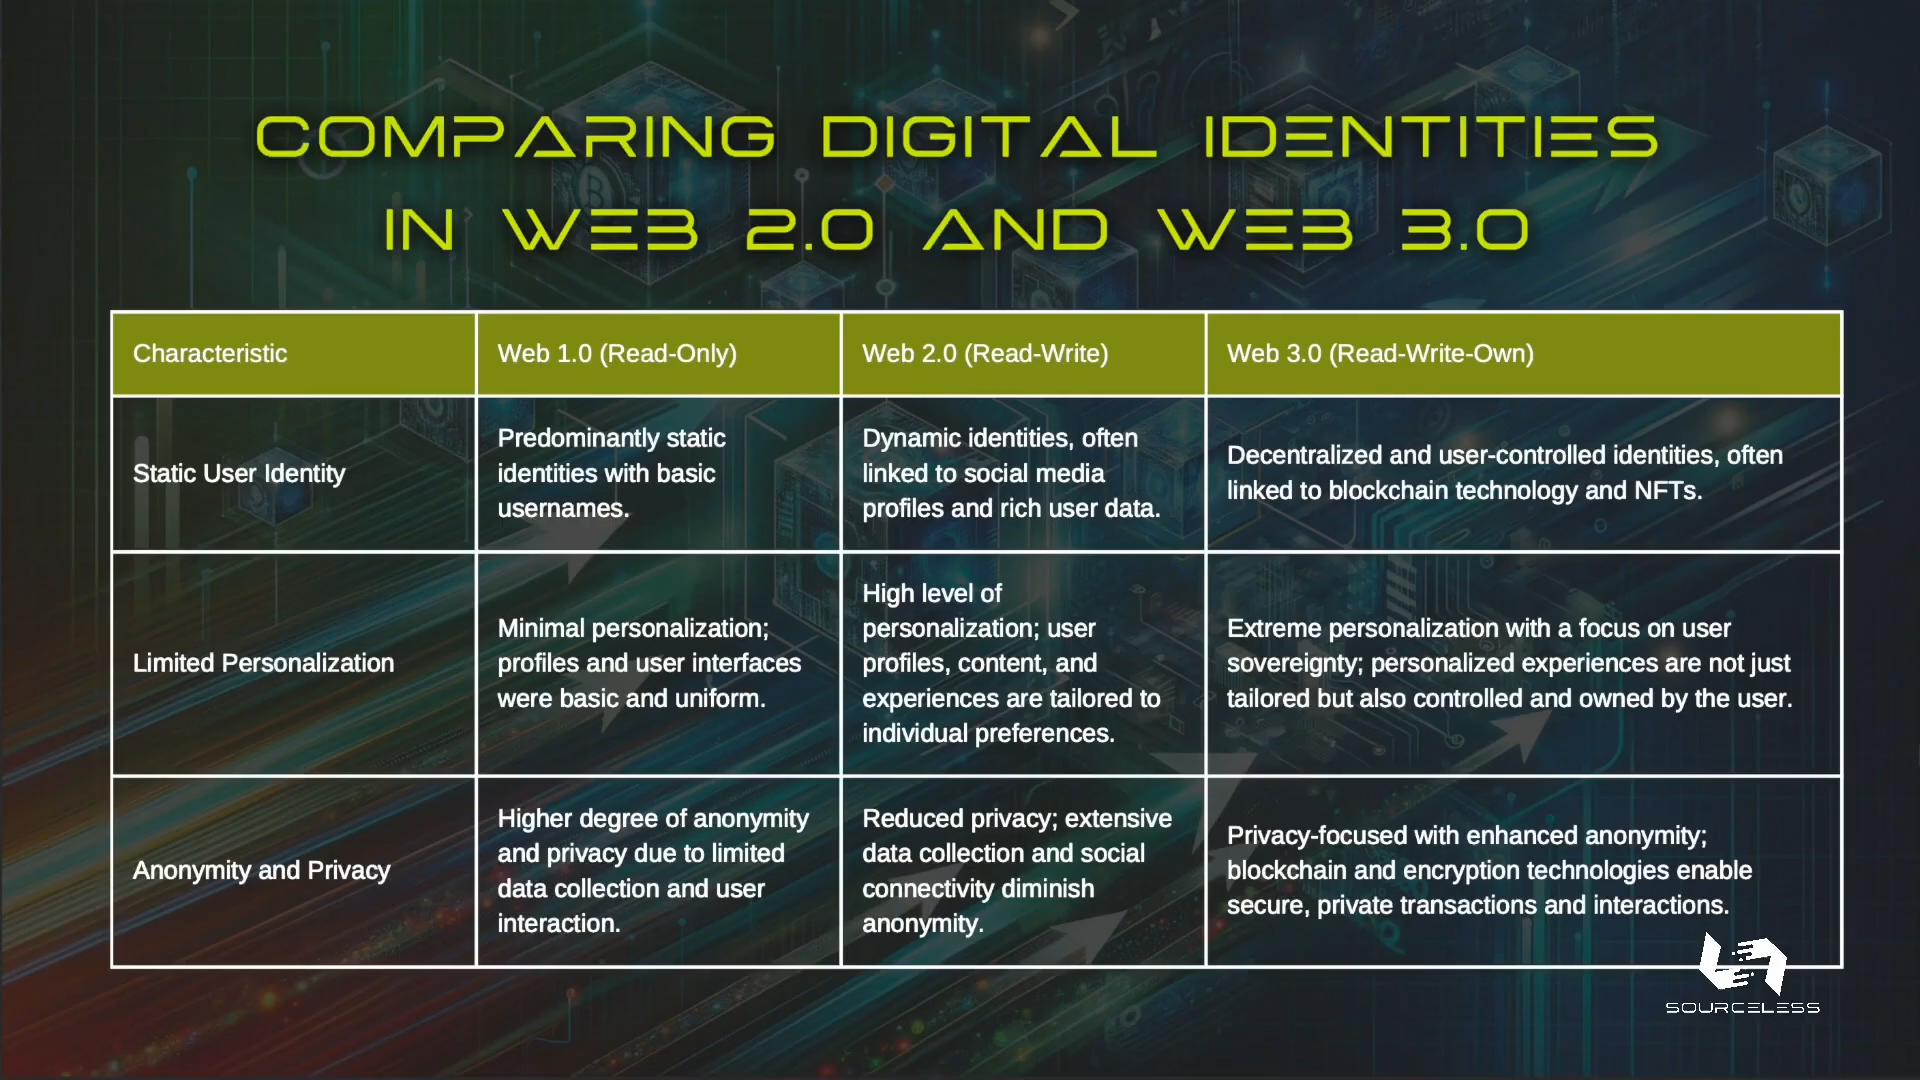 COMPARING DIGITAL IDENTITIES
IN WEB 2.0 AND WEB 3.0
Characteristic
Web 1.0 (Read-Only)
Web 2.0 (Read-Write)
Web 3.0 (Read-Write-Own)
Static User Identity
Predominantly static
identities with basic
usernames.
Dynamic identities, often
linked to social media
profiles and rich user data.
Decentralized and user-controlled identities, often
linked to blockchain technology and NFTs.
Limited Personalization
Minimal personalization;
profiles and user interfaces
were basic and uniform.
High level of
personalization; user
profiles, content, and
experiences are tailored to
individual preferences.
Extreme personalization with a focus on user
sovereignty; personalized experiences are not just
tailored but also controlled and owned by the user.
Anonymity and Privacy
Higher degree of anonymity
and privacy due to limited
data collection and user
interaction.
Reduced privacy; extensive
data collection and social
connectivity diminish
anonymity.
Privacy-focused with enhanced anonymity;
blockchain and encryption technologies enable
secure, private transactions and interactions.
SOURCELESS